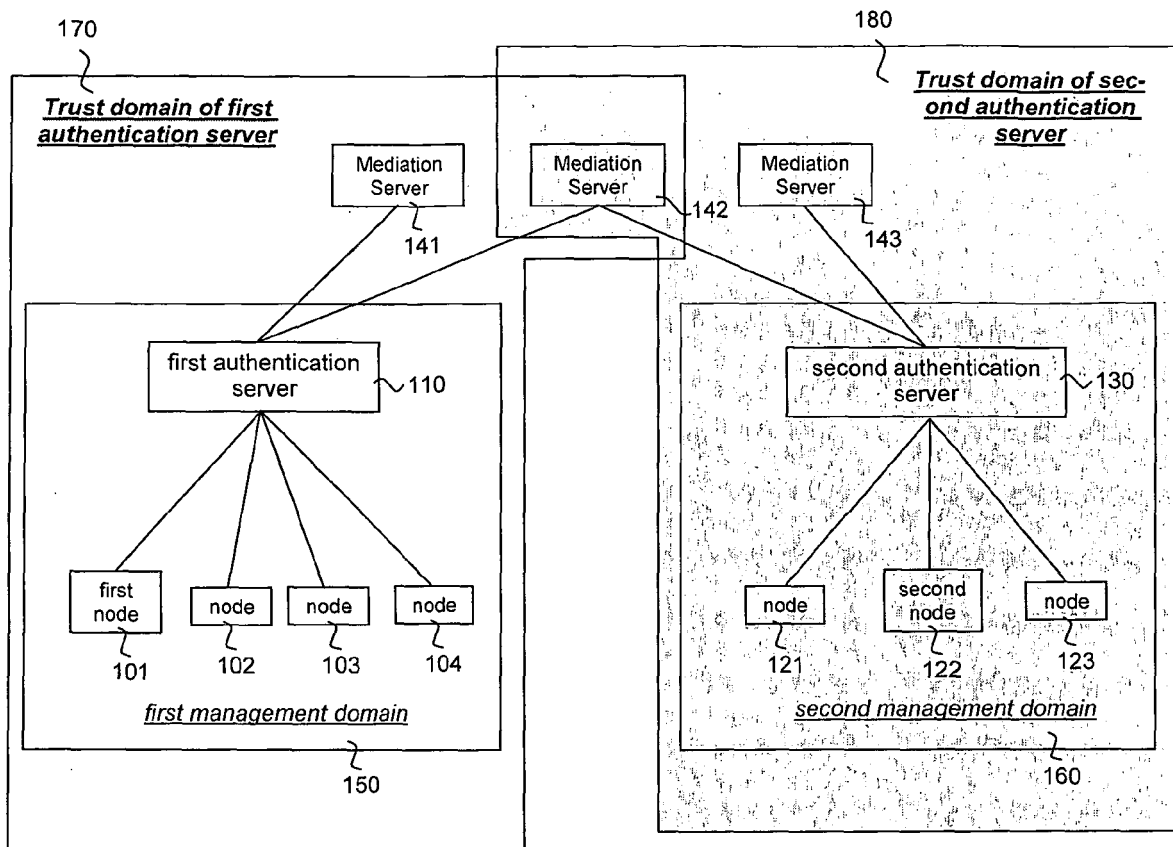 170
180
Trust domain of first
authentication server
Trust domain of sec-
ond authentication
server
Mediation
Server
141
Mediation
Server
142
Mediation
Server
143
first authentication
server
110
second authentication
server
130
first
node
101
node
102
node
103
node
104
node
121
second
node
122
node
123
first management domain
150
second management domain
160